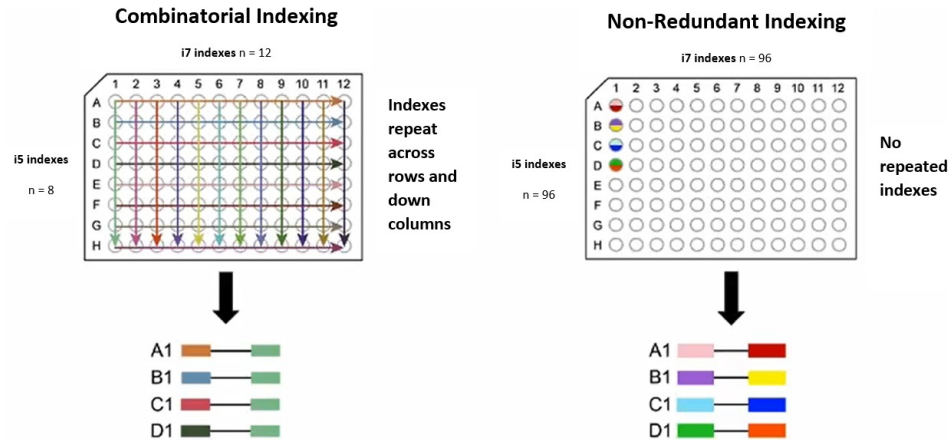 Combinatorial Indexing
i7 indexes n = 12
1 2 3 4 5 6 7 8 9 10 11 12
A
B
C
D
E
F
G
H
i5 indexes
n = 8
Indexes
repeat
across
rows and
down
columns
A1
B1
C1
D1
Non-Redundant Indexing
i7 indexes n = 96
1 2 3 4 5 6 7 8 9 10 11 12
A
B
C
D
E
F
G
H
i5 indexes
n = 96
No
repeated
indexes
A1
B1
C1
D1